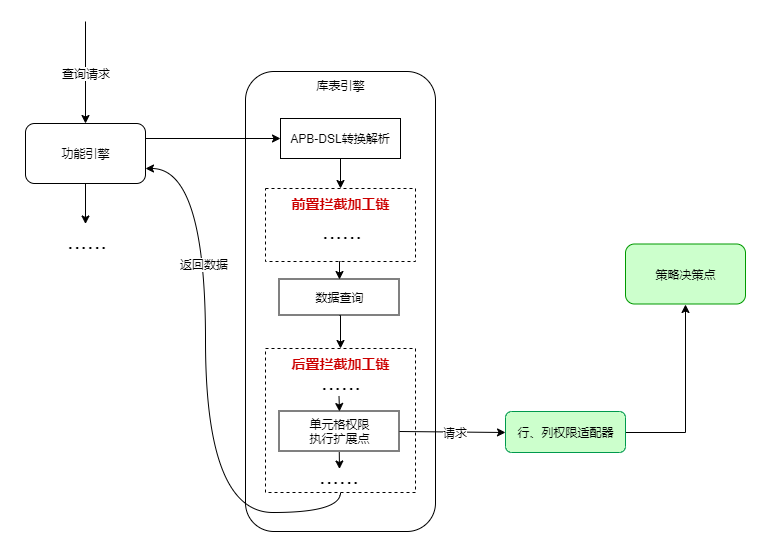 查询请求
库表引擎
功能引擎
APB-DSL转换解析
前置拦截加工链
······
······
返回数据
数据查询
策略决策点
后置拦截加工链
······
单元格权限
执行扩展点
请求
行、列权限适配器
······